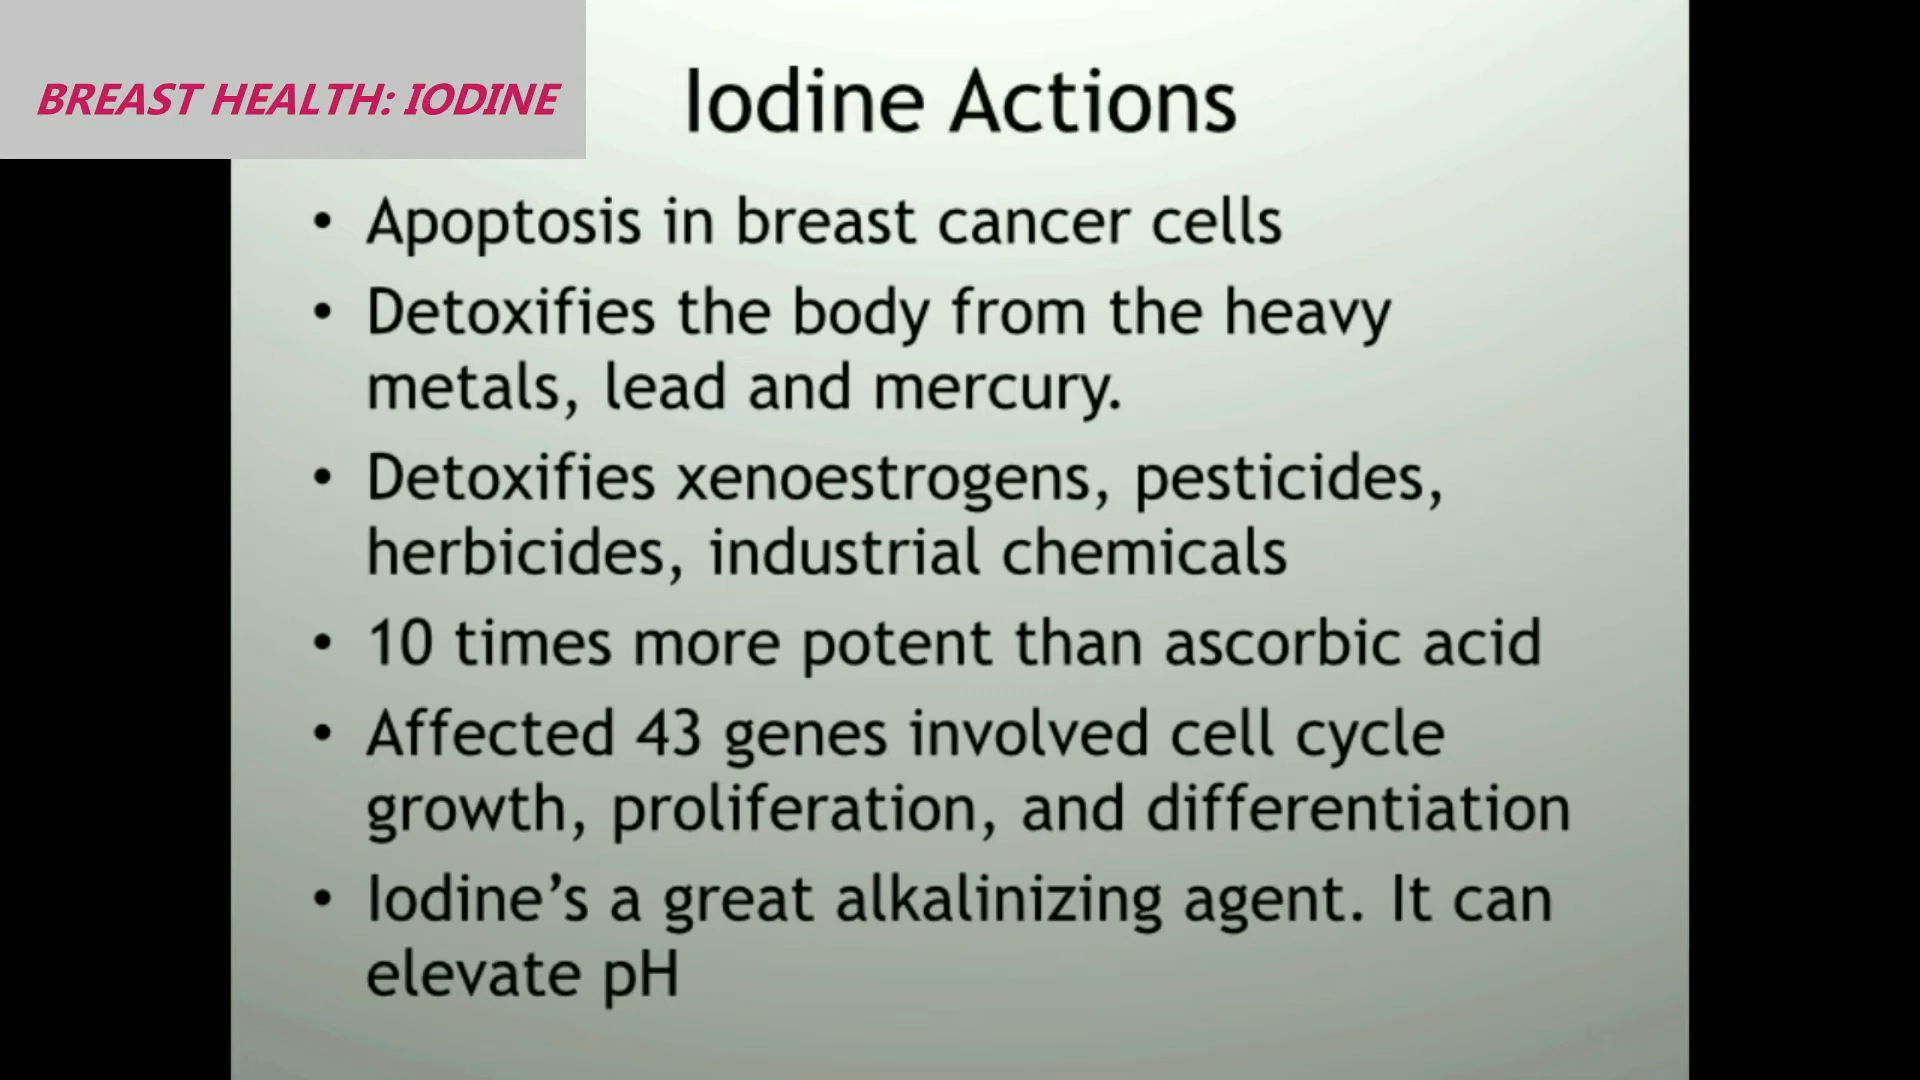 BREAST HEALTH: IODINE
Iodine Actions
• Apoptosis in breast cancer cells
• Detoxifies the body from the heavy
metals, lead and mercury.
• Detoxifies xenoestrogens, pesticides,
herbicides, industrial chemicals
• 10 times more potent than ascorbic acid
• Affected 43 genes involved cell cycle
growth, proliferation, and differentiation
• Iodine’s a great alkalinizing agent. It can
elevate pH